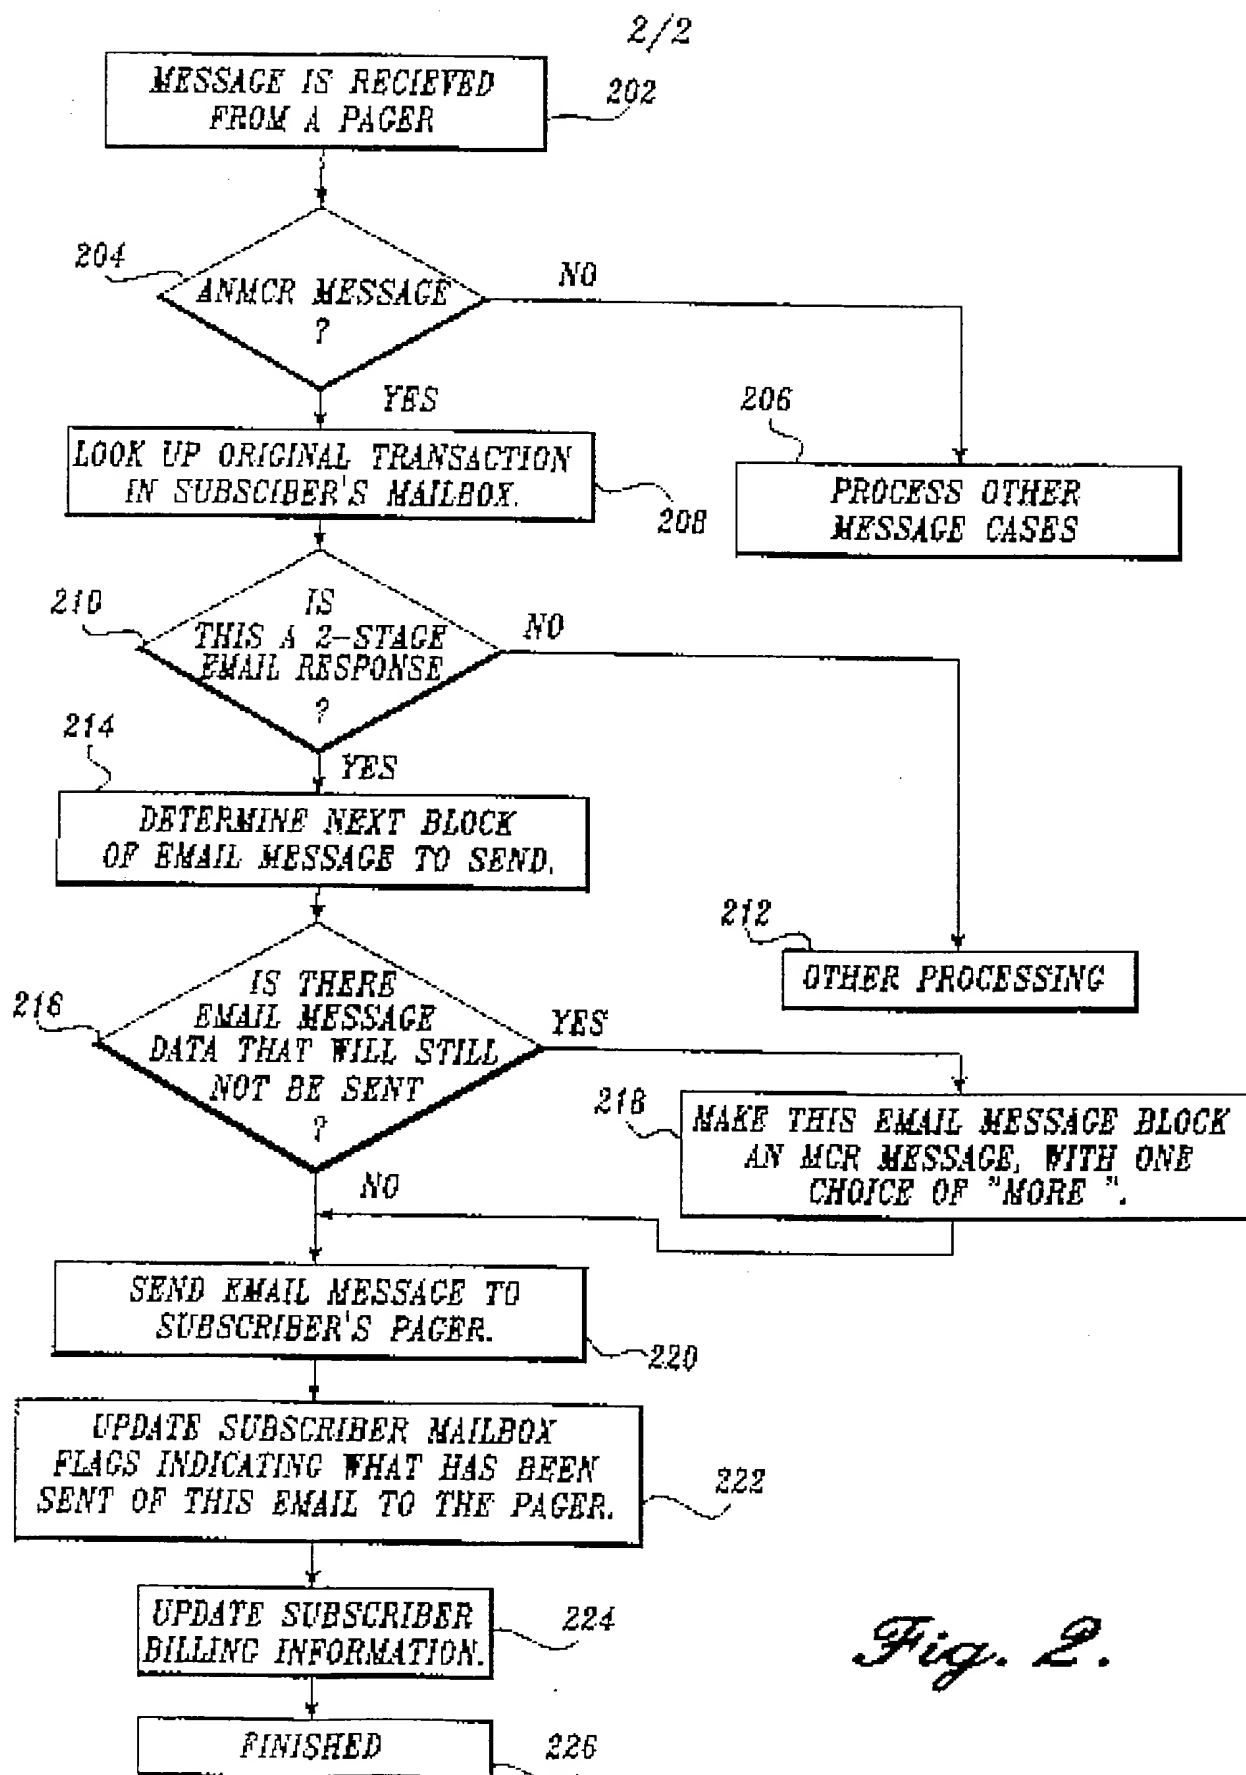 2/2
MESSAGE IS RECIEVED
FROM A PAGER
202
204
ANMCR MESSAGE
?
NO
YES
206
LOOK UP ORIGINAL TRANSACTION
IN SUBSCIBER'S MAILBOX.
208
PROCESS OTHER
MESSAGE CASES
210
IS
THIS A 2-STAGE
EMAIL RESPONSE
?
NO
214
YES
DETERMINE NEXT BLOCK
OF EMAIL MESSAGE TO SEND.
212
OTHER PROCESSING
216
IS THERE
EMAIL MESSAGE
DATA THAT WILL STILL
NOT BE SENT
?
YES
218
MAKE THIS EMAIL MESSAGE BLOCK
AN MCR MESSAGE, WITH ONE
CHOICE OF "MORE ".
NO
SEND EMAIL MESSAGE TO
SUBSCRIBER'S PAGER.
220
UPDATE SUBSCRIBER MAILBOX
FLAGS INDICATING WHAT HAS BEEN
SENT OF THIS EMAIL TO THE PAGER.
222
UPDATE SUBSCRIBER
BILLING INFORMATION.
224
Fig. 2.
FINISHED
226